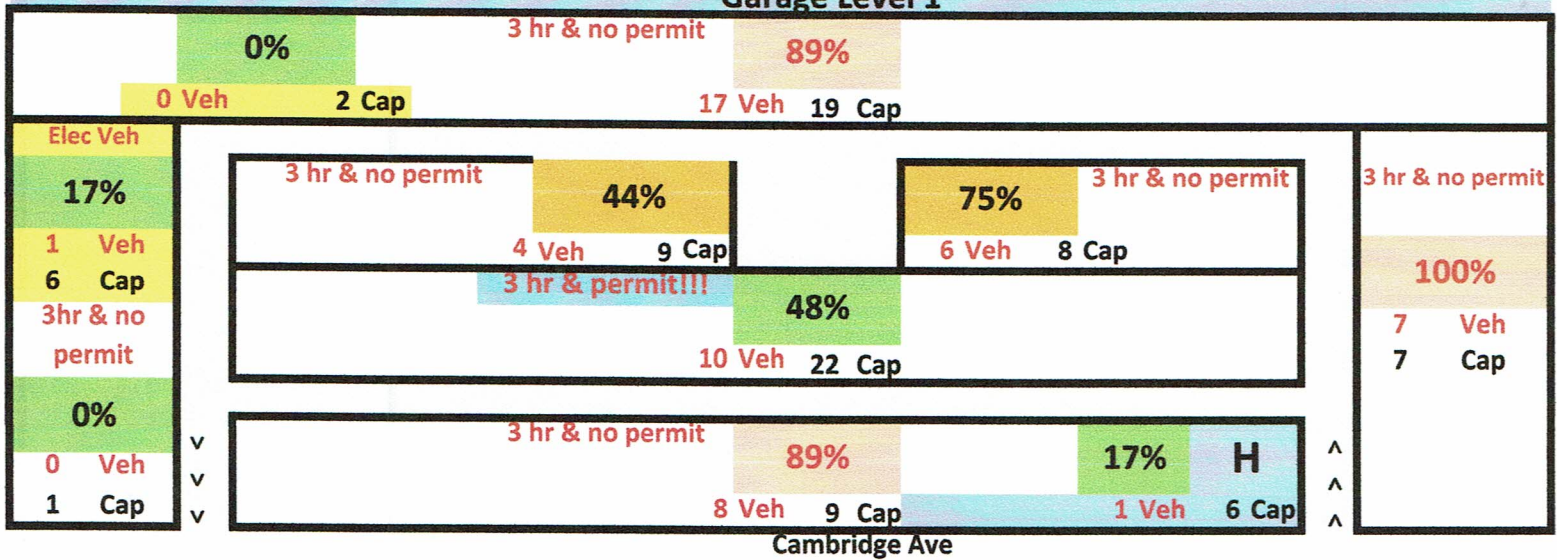 Garage Level 1
3 hr & no permit
0%
89%
0 Veh 2 Cap
17 Veh 19 Cap
Elec Veh
17%
1 Veh
6 Cap
3hr & no
permit
0%
0 Veh
1 Cap
3 hr & no permit
44%
4 Veh 9 Cap
75%
3 hr & no permit
6 Veh 8 Cap
3 hr & permit!!!
48%
10 Veh 22 Cap
3 hr & no permit
89%
8 Veh 9 Cap
17%
H
1 Veh 6 Cap
3 hr & no permit
100%
7 Veh
7 Cap
v
v
v
^
^
^
Cambridge Ave